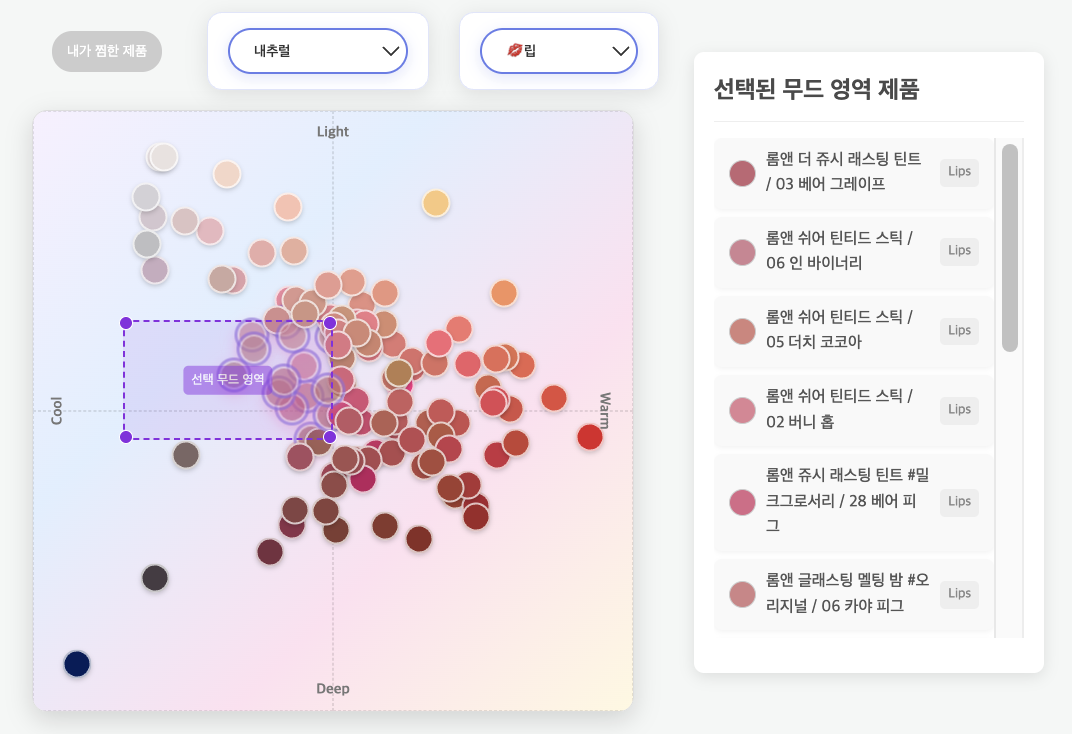 내가 찜한 제품
내추럴
💋립
Light
Cool
Warm
선택 무드 영역
Deep
선택된 무드 영역 제품
롬앤 더 쥬시 래스팅 틴트
/ 03 베어 그레이프
Lips
롬앤 쉬어 틴티드 스틱 /
06 인 바이너리
Lips
롬앤 쉬어 틴티드 스틱 /
05 더치 코코아
Lips
롬앤 쉬어 틴티드 스틱 /
02 버니 홉
Lips
롬앤 쥬시 래스팅 틴트 #밀
크그로서리 / 28 베어 피
그
Lips
롬앤 글래스팅 멜팅 밤 #오
리지널 / 06 카야 피그
Lips